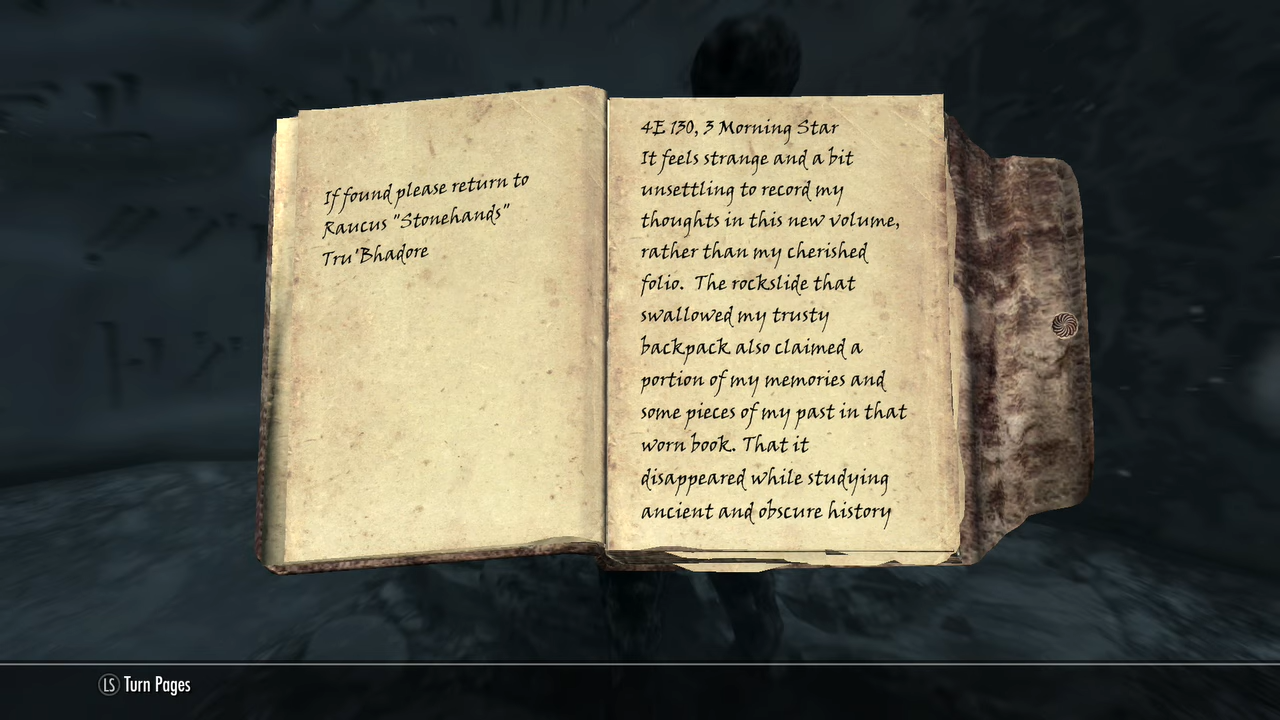 If found please return to
Raucus "Stonehands"
Tru'Bhadore
4E 130, 3 Morning Star
It feels strange and a bit
unsettling to record my
thoughts in this new volume,
rather than my cherished
folio. The rockslide that
swallowed my trusty
backpack also claimed a
portion of my memories and
some pieces of my past in that
worn book. That it
disappeared while studying
ancient and obscure history
LS Turn Pages